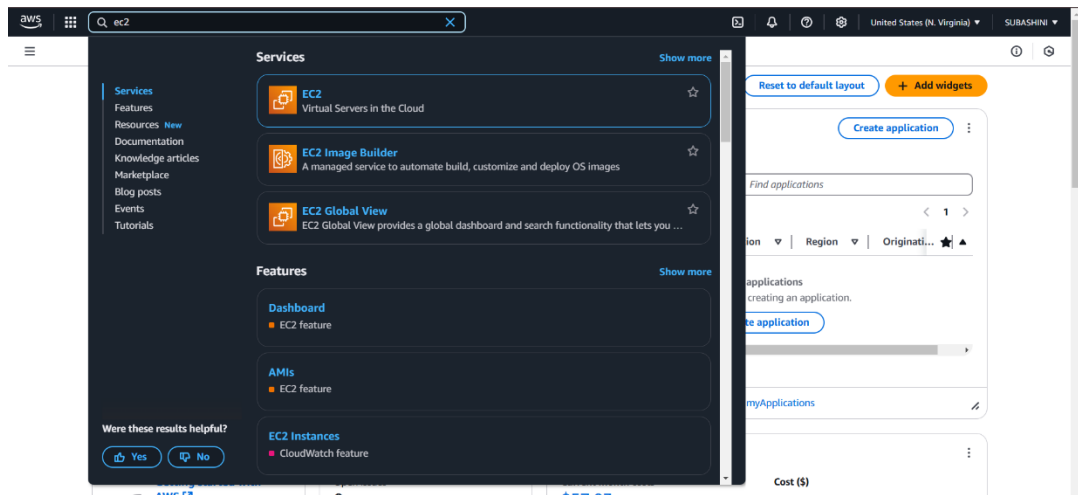 aws
ec2
United States (N. Virginia)
SUBASHINI
Services
Features
Resources New
Documentation
Knowledge articles
Marketplace
Blog posts
Events
Tutorials
Were these results helpful?
Yes
No
Services
Show more
EC2
Virtual Servers in the Cloud
EC2 Image Builder
A managed service to automate build, customize and deploy OS images
EC2 Global View
EC2 Global View provides a global dashboard and search functionality that lets you ...
Features
Show more
Dashboard
EC2 feature
AMIs
EC2 feature
EC2 Instances
CloudWatch feature
Reset to default layout
+ Add widgets
Create application
Find applications
1
ion
Region
Originati...
applications
creating an application.
te application
myApplications
Cost ($)